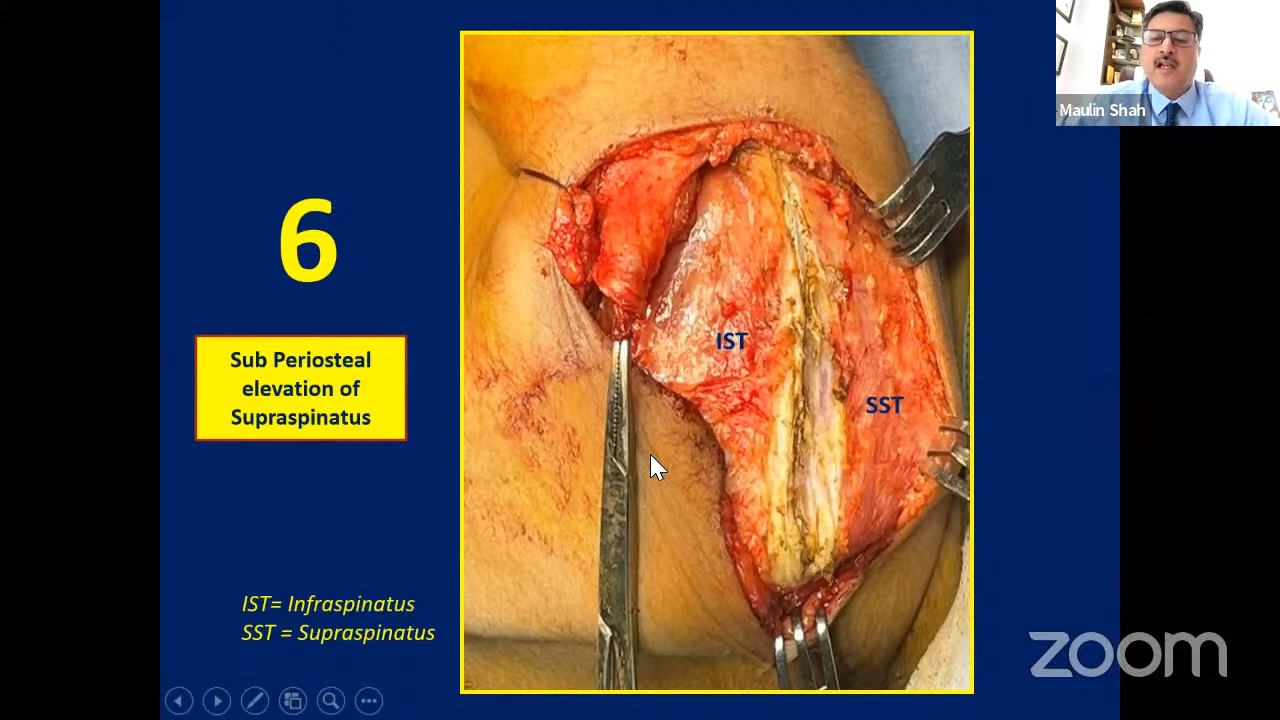 Maulin Shah
6
Sub Periosteal
elevation of
Supraspinatus
IST
SST
IST= Infraspinatus
SST = Supraspinatus
zoom